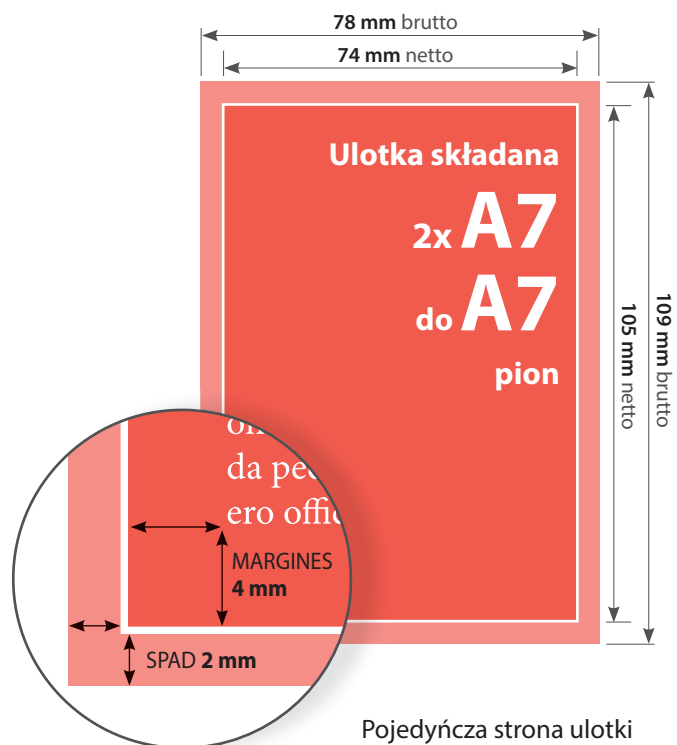 78 mm brutto
74 mm netto
Ulotka składana
2x A7
do A7
pion
105 mm netto
109 mm brutto
da pe
ero offic
MARGINES
4 mm
SPAD 2 mm
Pojedyńcza strona ulotki